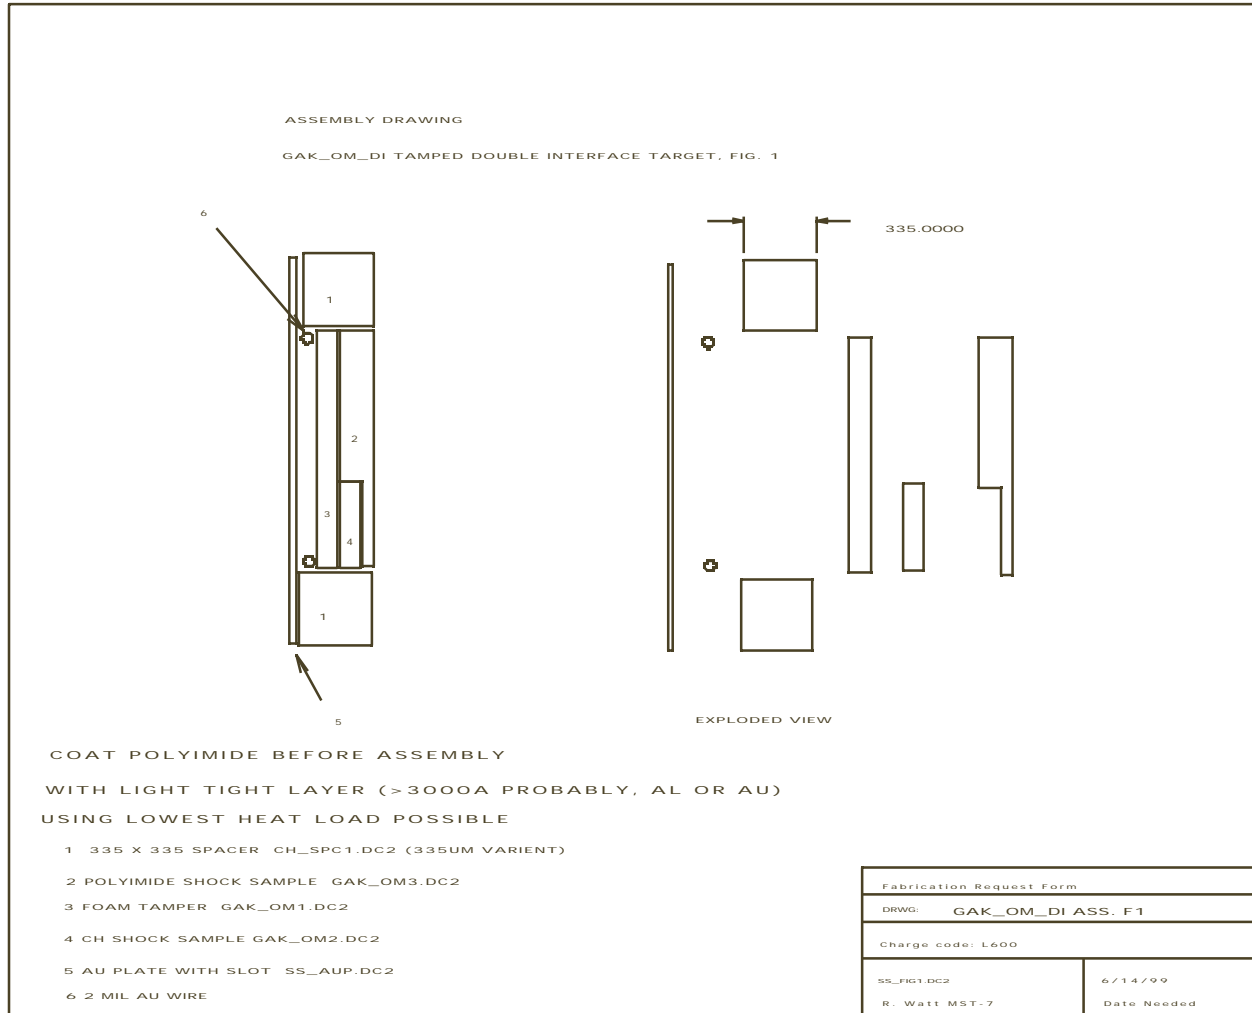 ASSEMBLY DRAWING
GAK_OM_DI TAMPED DOUBLE INTERFACE TARGET, FIG. 1
6
335.0000
1
2
3
4
1
5
EXPLODED VIEW
COAT POLYIMIDE BEFORE ASSEMBLY
WITH LIGHT TIGHT LAYER (>3000A PROBABLY, AL OR AU)
USING LOWEST HEAT LOAD POSSIBLE
1 335 X 335 SPACER CH_SPC1.DC2 (335UM VARIENT)
2 POLYIMIDE SHOCK SAMPLE GAK_OM3.DC2
3 FOAM TAMPER GAK_OM1.DC2
4 CH SHOCK SAMPLE GAK_OM2.DC2
5 AU PLATE WITH SLOT SS_AUP.DC2
6 2 MIL AU WIRE
Fabrication Request Form
DRWG: GAK_OM_DI ASS. F1
Charge code: L600
SS_FIG1.DC2
6/14/99
R. Watt MST-7
Date Needed